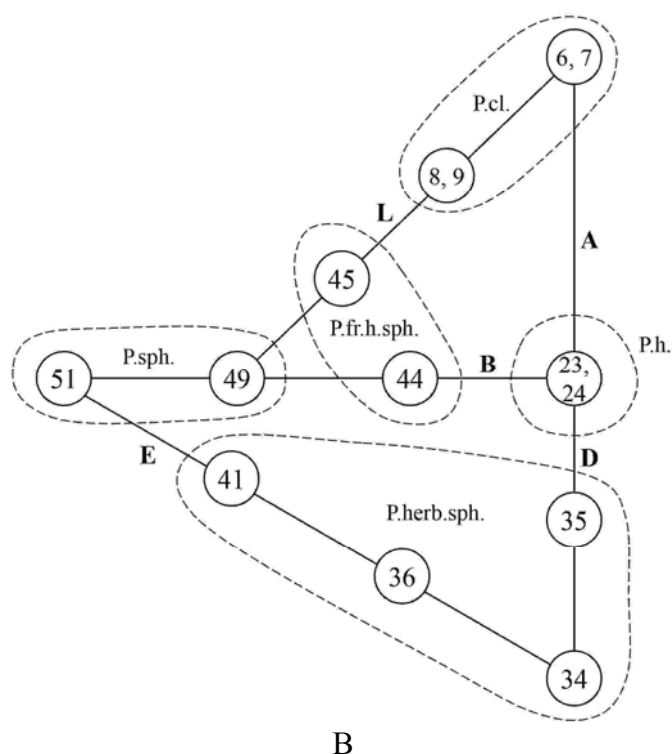 6, 7
P.cl.
8, 9
L
A
45
P.fr.h.sph.
P.h.
P.sph.
51
49
44
B
23,
24
E
D
41
P.herb.sph.
35
36
34
B